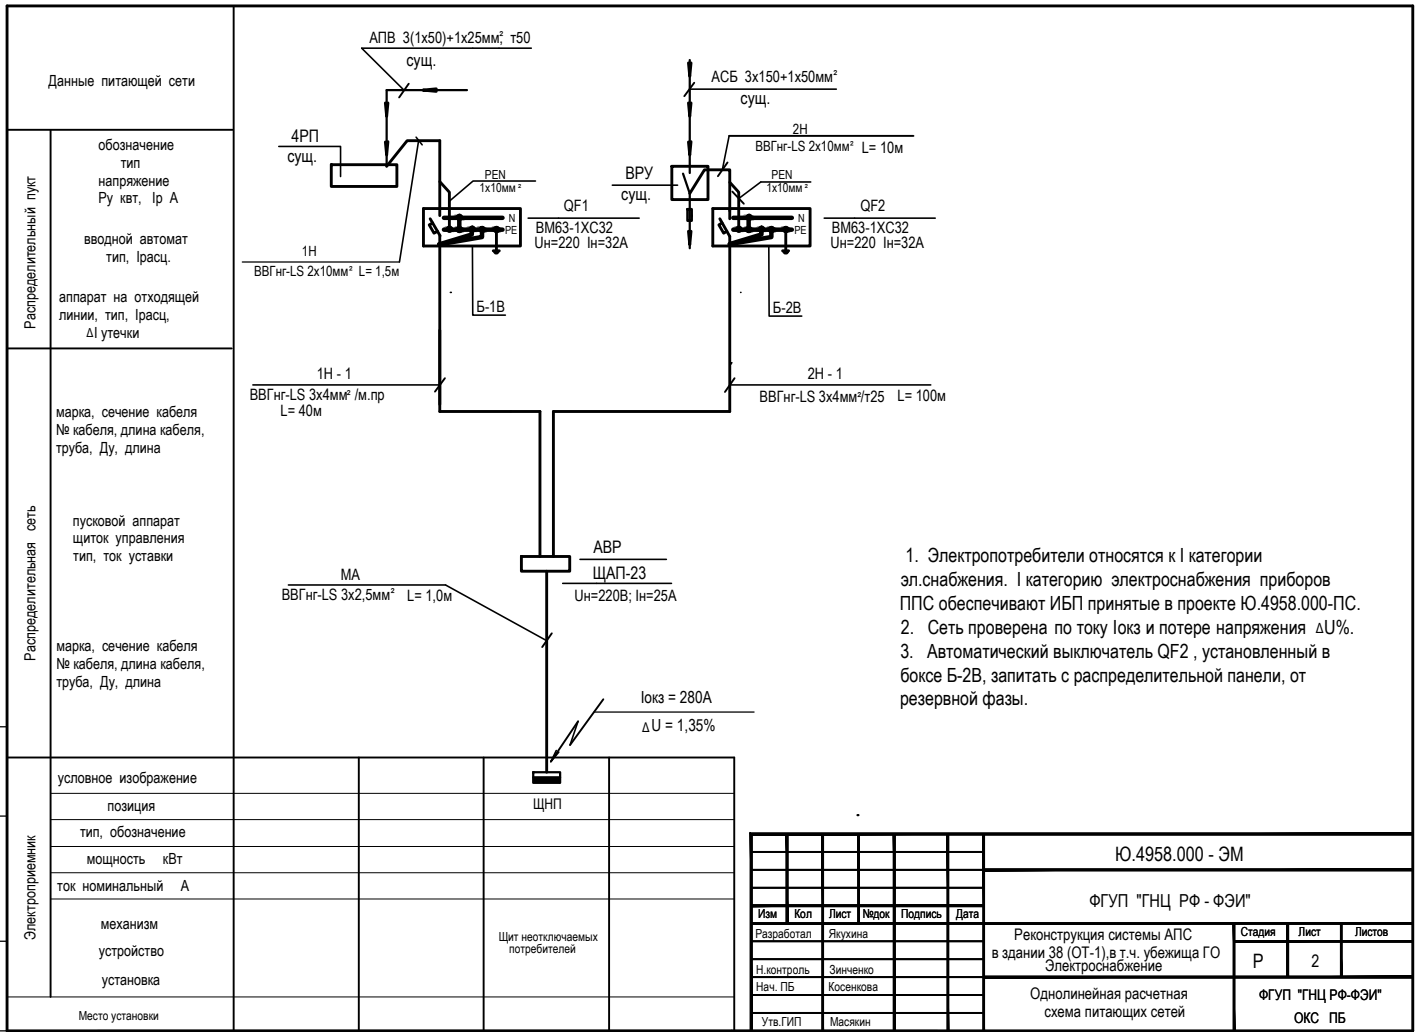 Данные питающей сети
Распределительный пукт
обозначение
тип
напряжение
Ру квт, Iр А
вводной автомат
тип, Iрасц.
аппарат на отходящей
линии, тип, Iрасц,
ΔI утечки
Распределительная сеть
марка, сечение кабеля
№ кабеля, длина кабеля,
труба, Ду, длина
пусковой аппарат
щиток управления
тип, ток уставки
марка, сечение кабеля
№ кабеля, длина кабеля,
труба, Ду, длина
АПВ 3(1х50)+1х25мм², т50
сущ.
4РП
сущ.
PEN
1х10мм²
QF1
ВМ63-1ХС32
Uн=220 Iн=32А
N
PE
1Н
ВВГнг-LS 2х10мм² L= 1,5м
Б-1В
АСБ 3х150+1х50мм²
сущ.
2Н
ВВГнг-LS 2х10мм² L= 10м
ВРУ
сущ.
PEN
1х10мм²
QF2
ВМ63-1ХС32
Uн=220 Iн=32А
N
PE
Б-2В
1Н - 1
ВВГнг-LS 3х4мм² /м.пр
L= 40м
2Н - 1
ВВГнг-LS 3х4мм²/т25 L= 100м
АВР
ЩАП-23
Uн=220В; Iн=25А
МА
ВВГнг-LS 3х2,5мм² L= 1,0м
Iокз = 280А
ΔU = 1,35%
1. Электропотребители относятся к I категории
эл.снабжения. I категорию электроснабжения приборов
ППС обеспечивают ИБП принятые в проекте Ю.4958.000-ПС.
2. Сеть проверена по току Iокз и потере напряжения ΔU%.
3. Автоматический выключатель QF2 , установленный в
боксе Б-2В, запитать с распределительной панели, от
резервной фазы.
Электроприемник
условное изображение
позиция ЩНП
тип, обозначение
мощность кВт
ток номинальный А
механизм
устройство
установка
Щит неотключаемых
потребителей
Место установки
Ю.4958.000 - ЭМ
ФГУП "ГНЦ РФ - ФЭИ"
Изм Кол Лист №док Подпись Дата
Разработал Якухина
Н.контроль Зинченко
Нач. ПБ Косенкова
Утв.ГИП Масякин
Реконструкция системы АПС
в здании 38 (ОТ-1),в т.ч. убежища ГО
Электроснабжение
Стадия Лист Листов
Р 2
Однолинейная расчетная
схема питающих сетей
ФГУП "ГНЦ РФ-ФЭИ"
ОКС ПБ